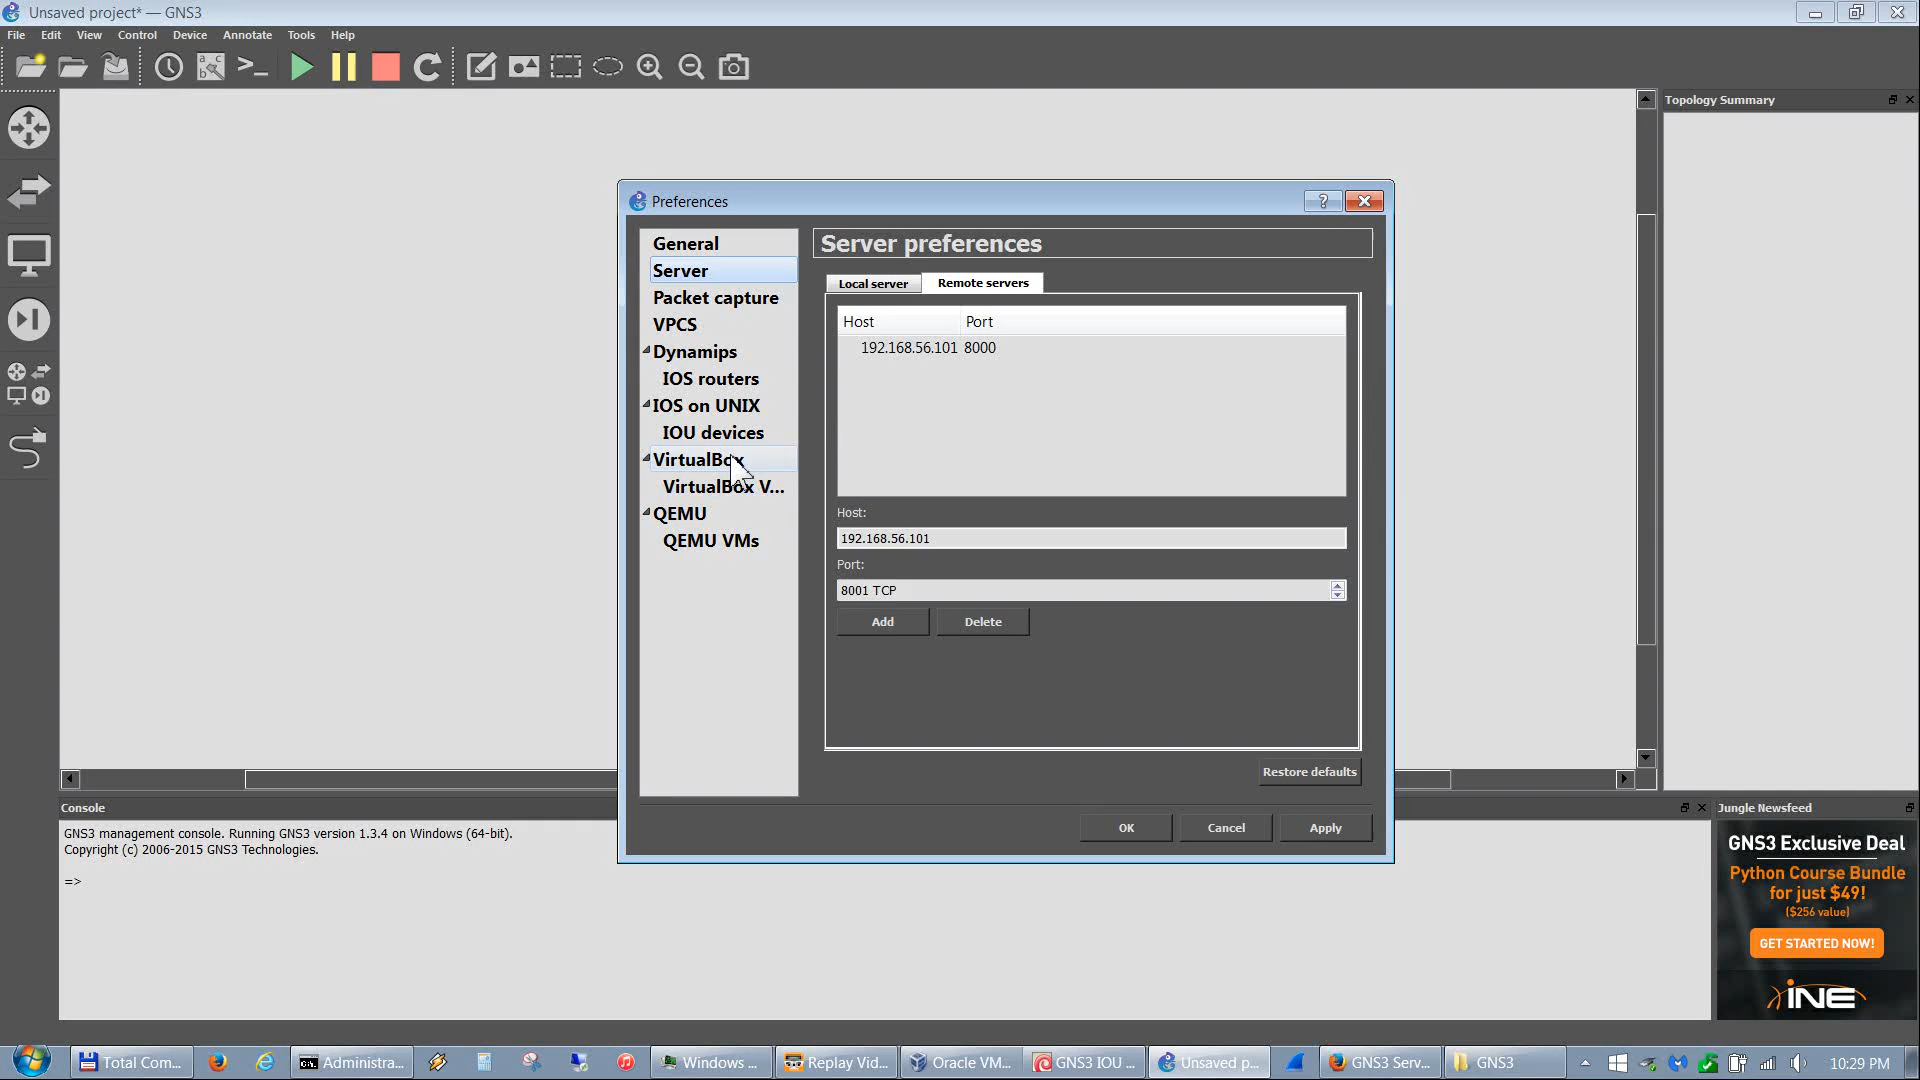 Unsaved project* — GNS3
File Edit View Control Device Annotate Tools Help
Topology Summary
Preferences
General
Server
Packet capture
VPCS
Dynamips
IOS routers
IOS on UNIX
IOU devices
VirtualBox
VirtualBox V...
QEMU
QEMU VMs
Server preferences
Local server Remote servers
Host Port
192.168.56.101 8000
Host:
192.168.56.101
Port:
8001 TCP
Add Delete
Restore defaults
OK Cancel Apply
Console
GNS3 management console. Running GNS3 version 1.3.4 on Windows (64-bit).
Copyright (c) 2006-2015 GNS3 Technologies.
=>
Jungle Newsfeed
GNS3 Exclusive Deal
Python Course Bundle
for just $49!
($256 value)
GET STARTED NOW!
INE
Total Com... Administra... Windows ... Replay Vid... Oracle VM... GNS3 IOU ... Unsaved p... GNS3 Serv... GNS3 10:29 PM